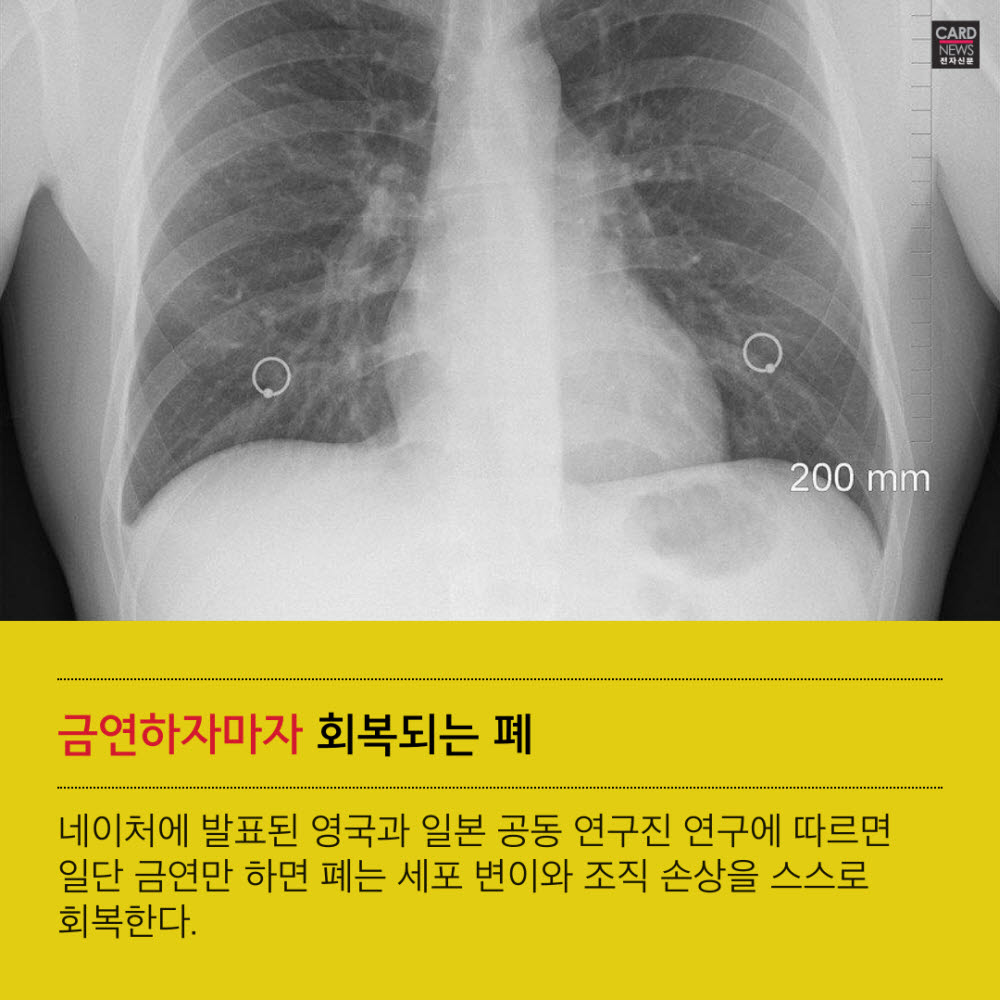 CARD
NEWS
전자신문
200 mm
금연하자마자 회복되는 폐
네이처에 발표된 영국과 일본 공동 연구진 연구에 따르면
일단 금연만 하면 폐는 세포 변이와 조직 손상을 스스로
회복한다.